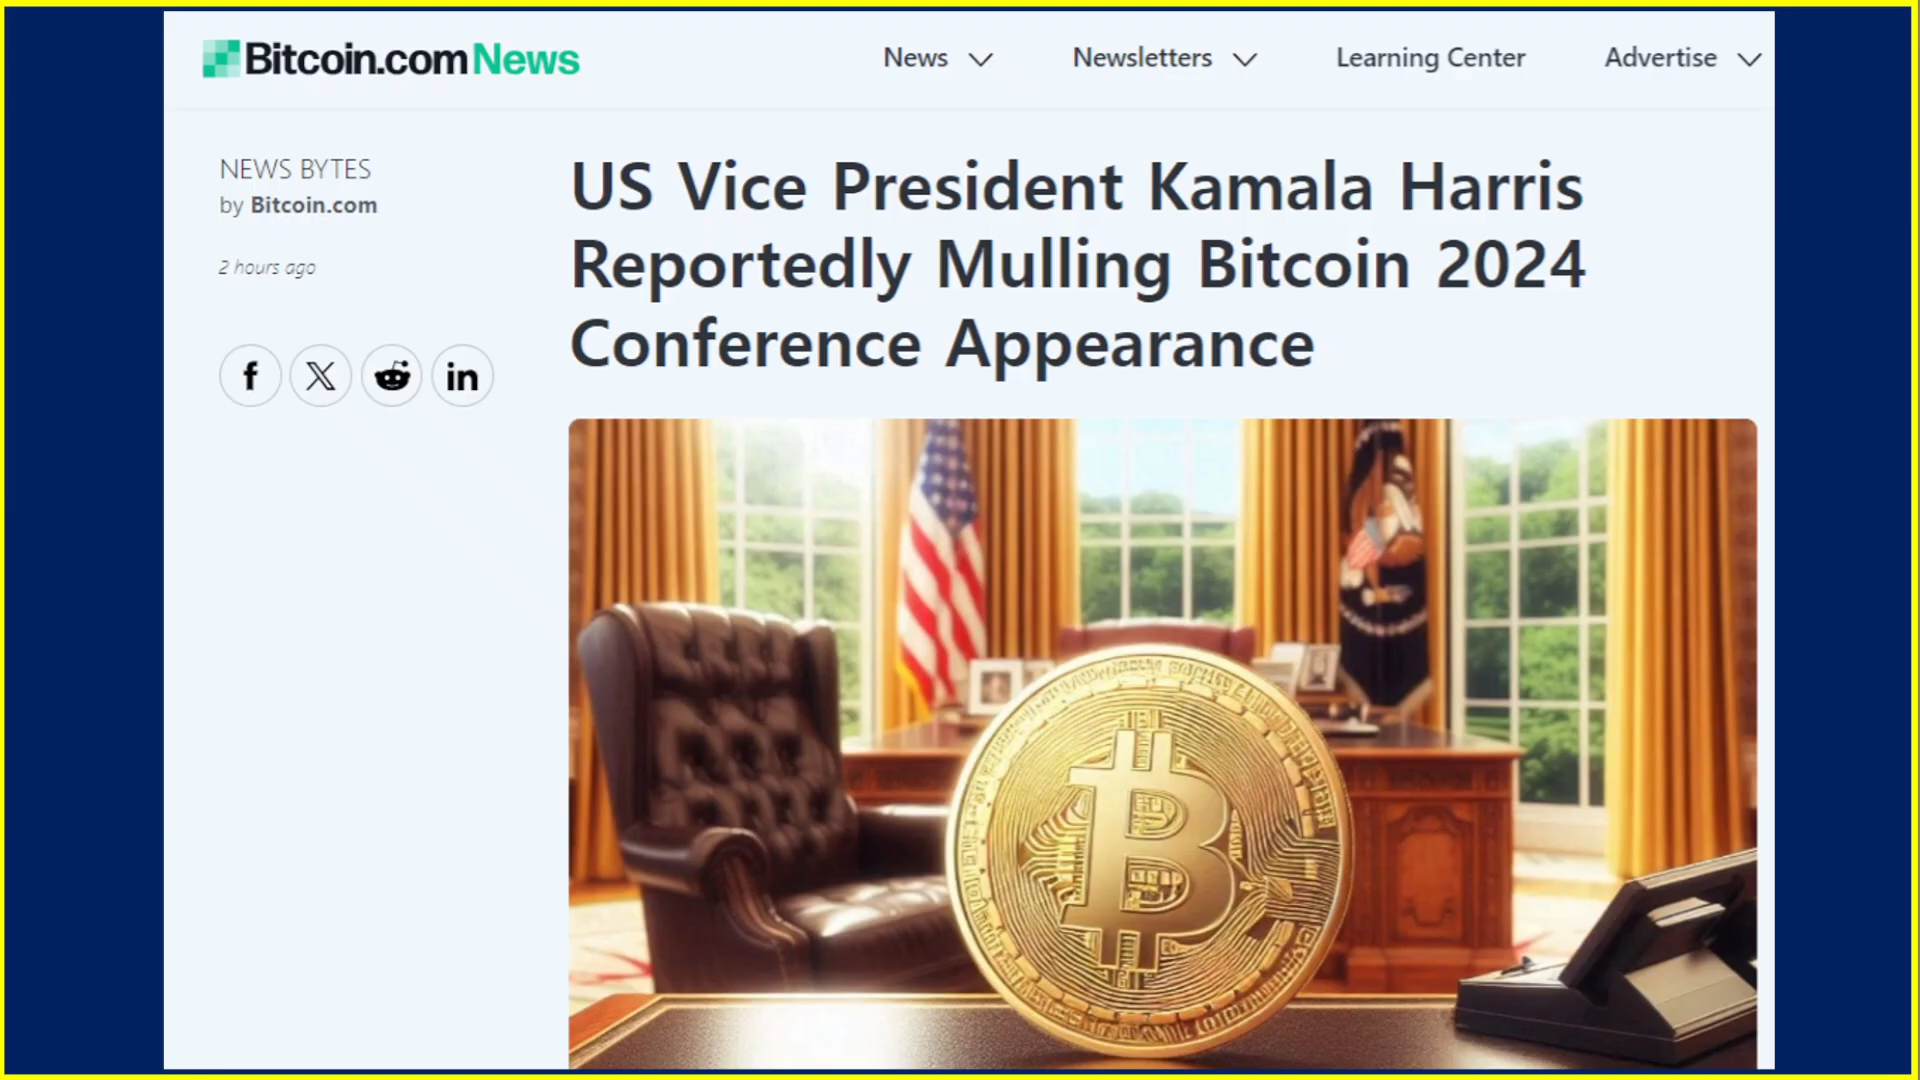 Bitcoin.com News
News
Newsletters
Learning Center
Advertise
NEWS BYTES
by Bitcoin.com
2 hours ago
US Vice President Kamala Harris
Reportedly Mulling Bitcoin 2024
Conference Appearance